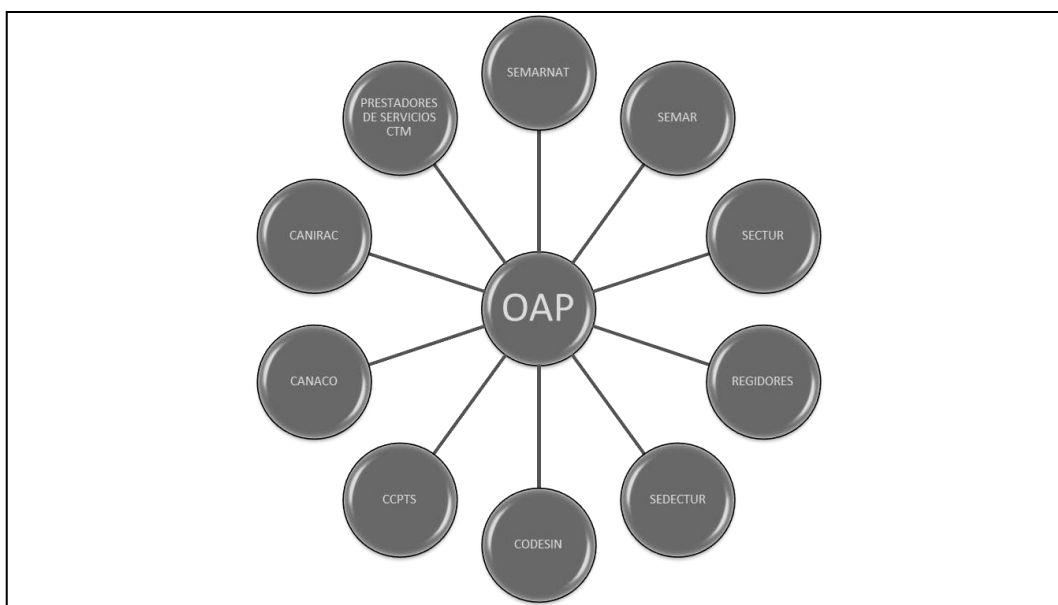 SEMARNAT
SEMAR
SECTUR
REGIDORES
SEDECTUR
CODESIN
CCPTS
CANACO
CANIRAC
PRESTADORES
DE SERVICIOS
CTM
OAP